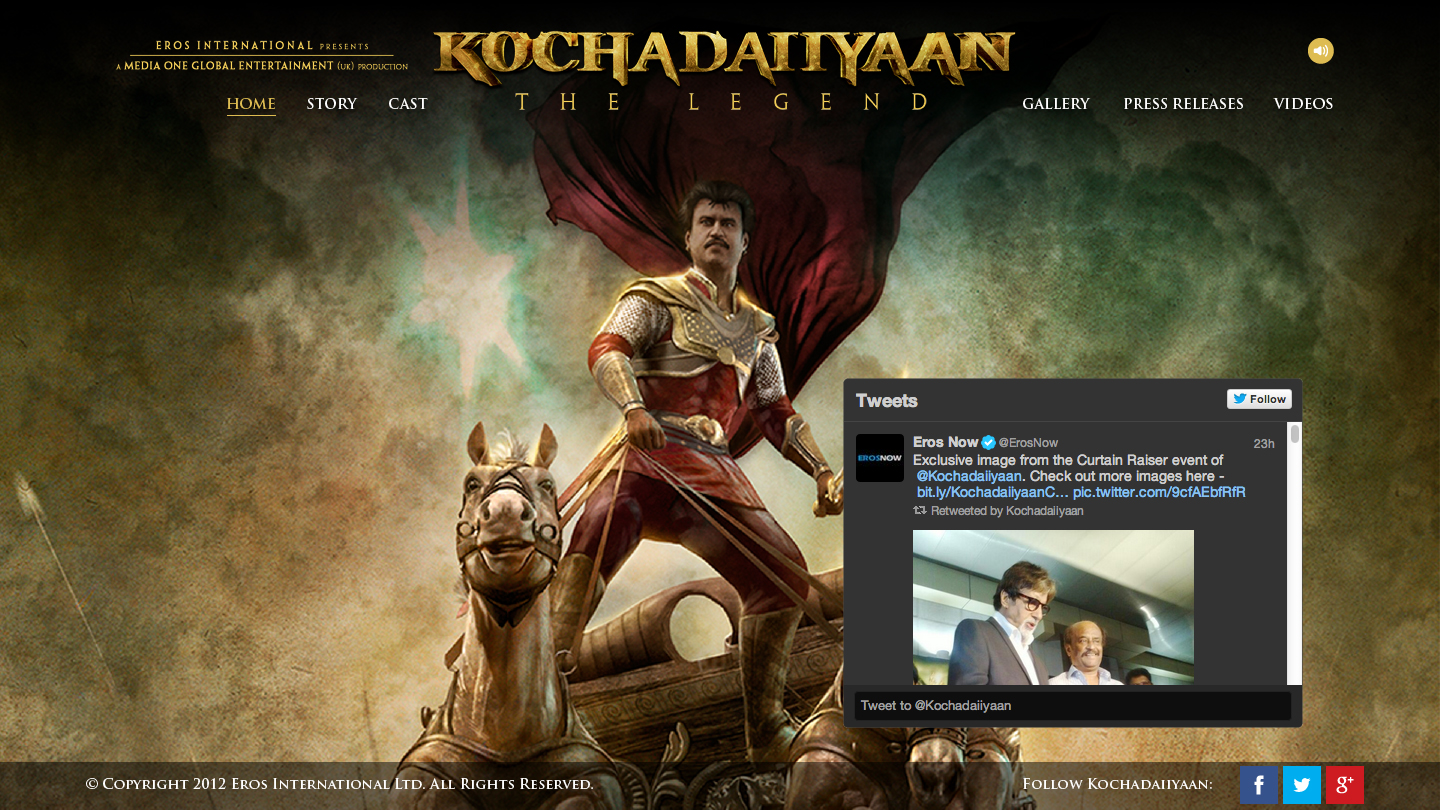 EROS INTERNATIONAL PRESENTS
A MEDIA ONE GLOBAL ENTERTAINMENT (UK) PRODUCTION
KOCHADAIIYAAN
THE LEGEND
HOME STORY CAST GALLERY PRESS RELEASES VIDEOS
Tweets
Follow
EROSNOW
Eros Now @ErosNow 23h
Exclusive image from the Curtain Raiser event of
@Kochadaiiyaan. Check out more images here -
bit.ly/KochadaiiyaanC... pic.twitter.com/9cfAEbfRfR
Retweeted by Kochadaiiyaan
Tweet to @Kochadaiiyaan
© COPYRIGHT 2012 EROS INTERNATIONAL LTD. ALL RIGHTS RESERVED.
FOLLOW KOCHADAIIYAAN:
f
g+